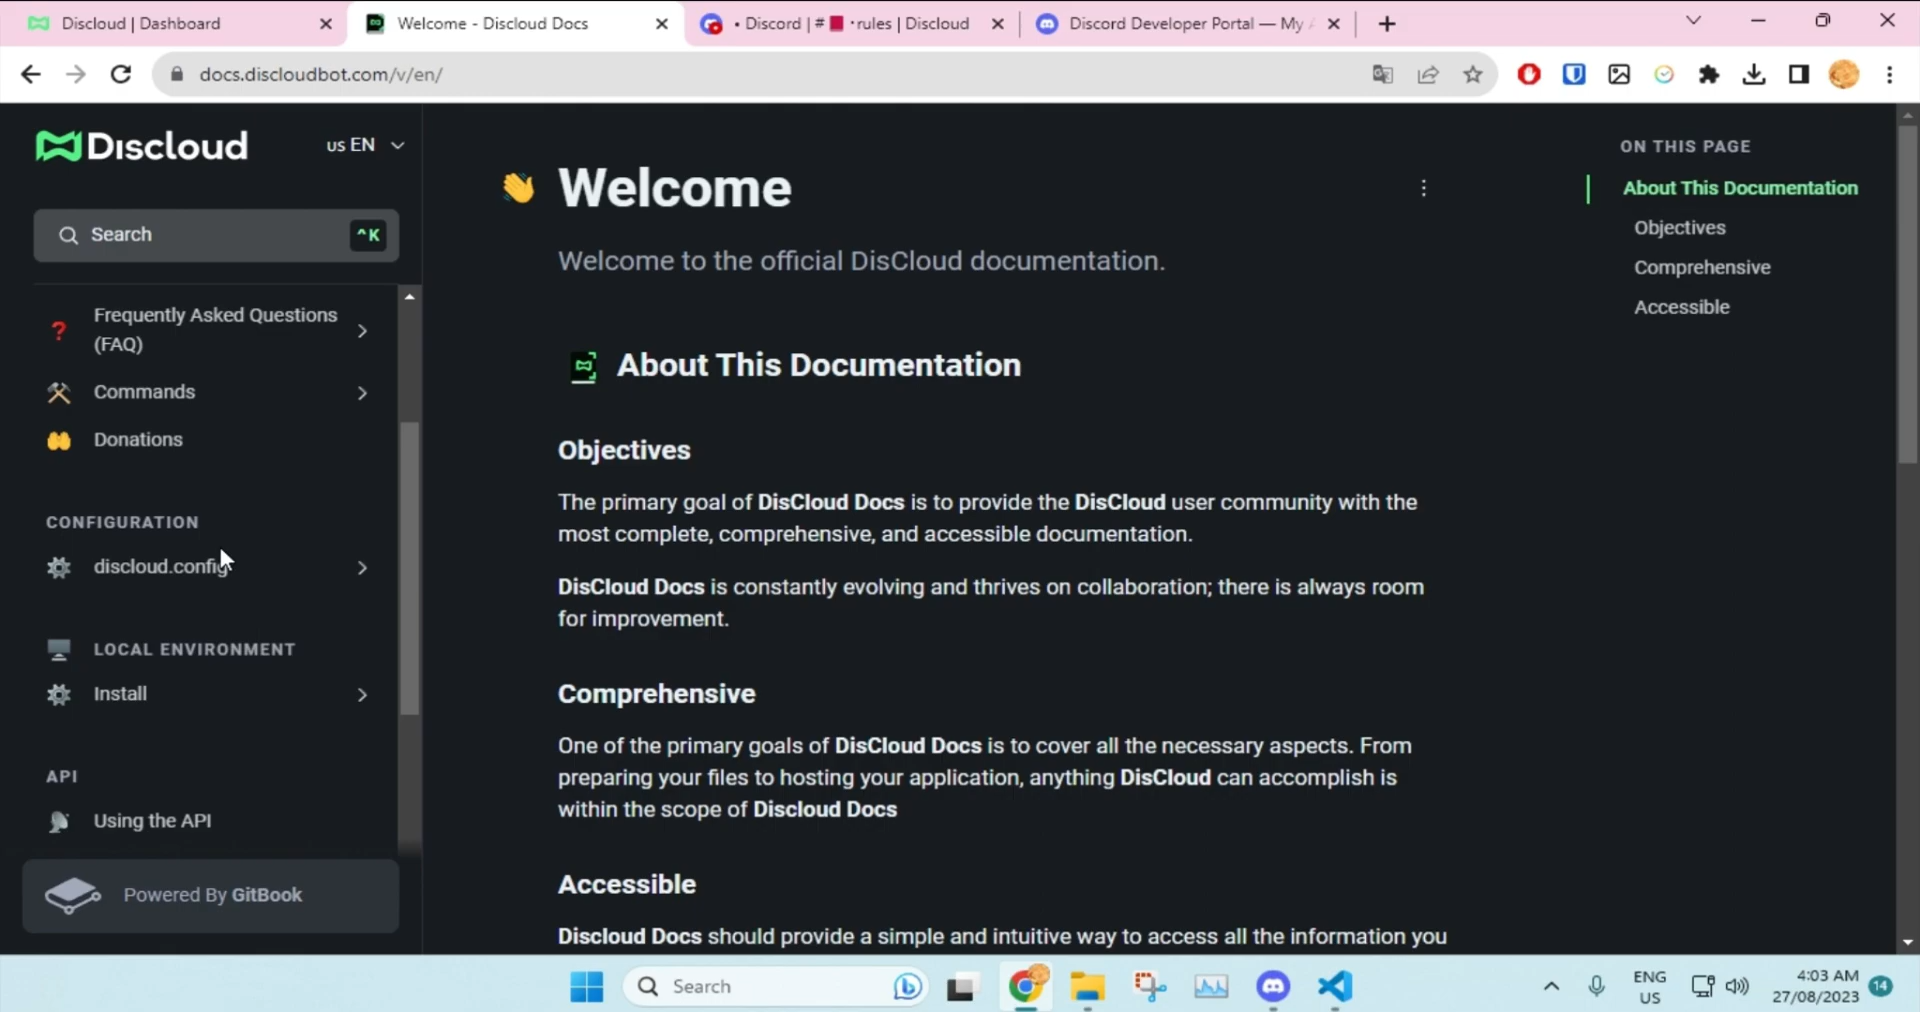 Discloud | Dashboard
Welcome - Discloud Docs
• Discord | # •rules | Discloud
Discord Developer Portal — My
docs.discloudbot.com/v/en/
Discloud
us EN
Search
^K
Frequently Asked Questions
(FAQ)
Commands
Donations
CONFIGURATION
discloud.config
LOCAL ENVIRONMENT
Install
API
Using the API
Powered By GitBook
Welcome
Welcome to the official DisCloud documentation.
About This Documentation
Objectives
The primary goal of DisCloud Docs is to provide the DisCloud user community with the
most complete, comprehensive, and accessible documentation.
DisCloud Docs is constantly evolving and thrives on collaboration; there is always room
for improvement.
Comprehensive
One of the primary goals of DisCloud Docs is to cover all the necessary aspects. From
preparing your files to hosting your application, anything DisCloud can accomplish is
within the scope of Discloud Docs
Accessible
Discloud Docs should provide a simple and intuitive way to access all the information you
ON THIS PAGE
About This Documentation
Objectives
Comprehensive
Accessible
Search
ENG
US
4:03 AM
27/08/2023
14